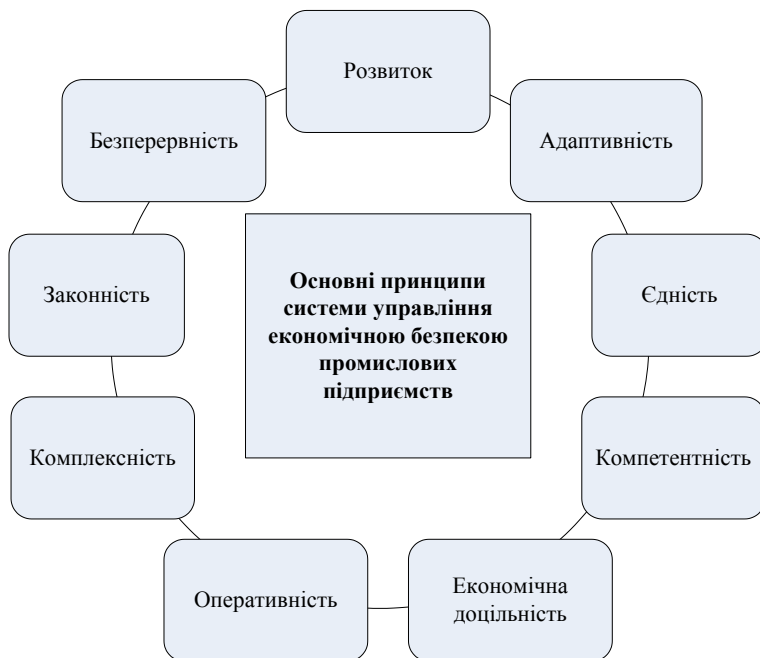 Розвиток
Безперервність
Адаптивність
Законність
Основні принципи
системи управління
економічною безпекою
промислових
підприємств
Єдність
Комплексність
Компетентність
Оперативність
Економічна
доцільність